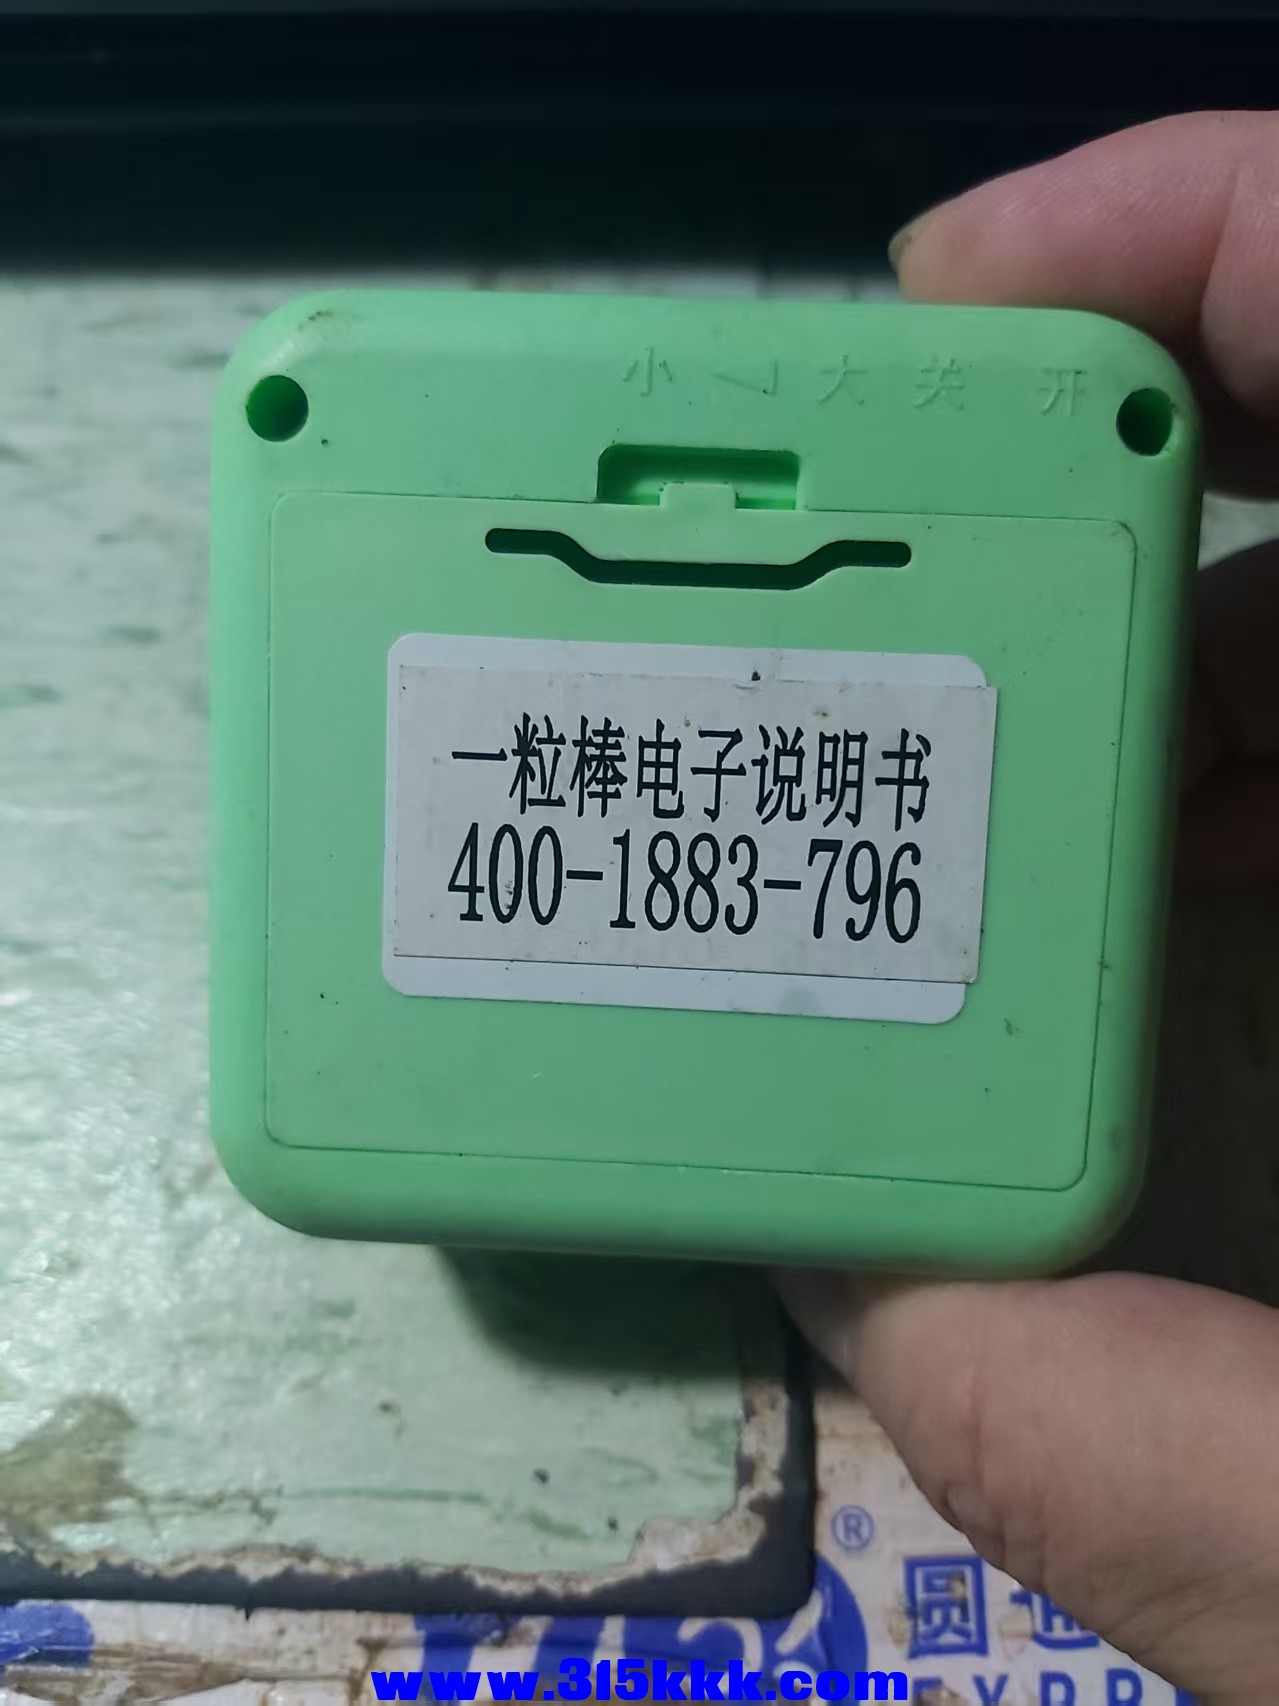 小 大 关 开
一粒棒电子说明书
400-1883-796
®
圆通
EXPR
www.315kkk.com